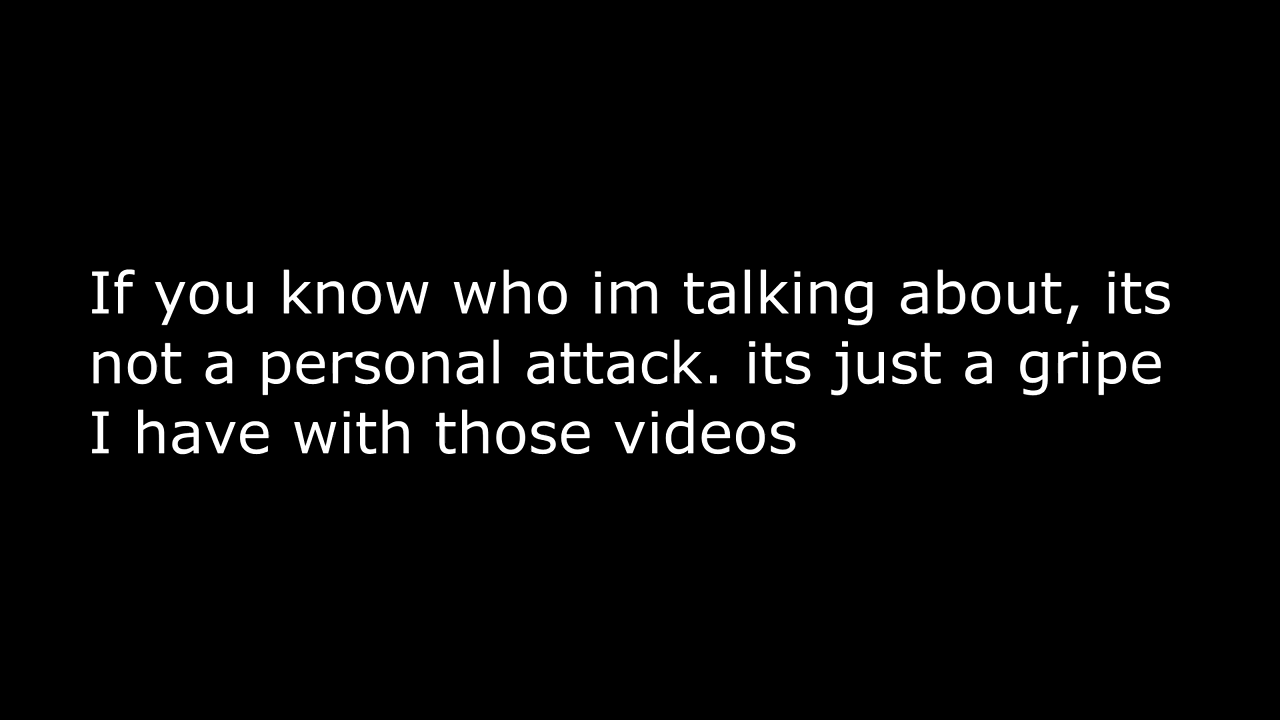 If you know who im talking about, its
not a personal attack. its just a gripe
I have with those videos